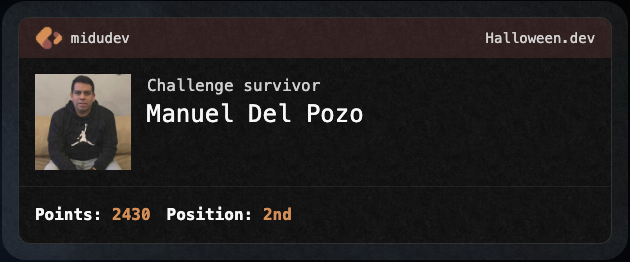 midudev
Halloween.dev
Challenge survivor
Manuel Del Pozo
Points: 2430 Position: 2nd